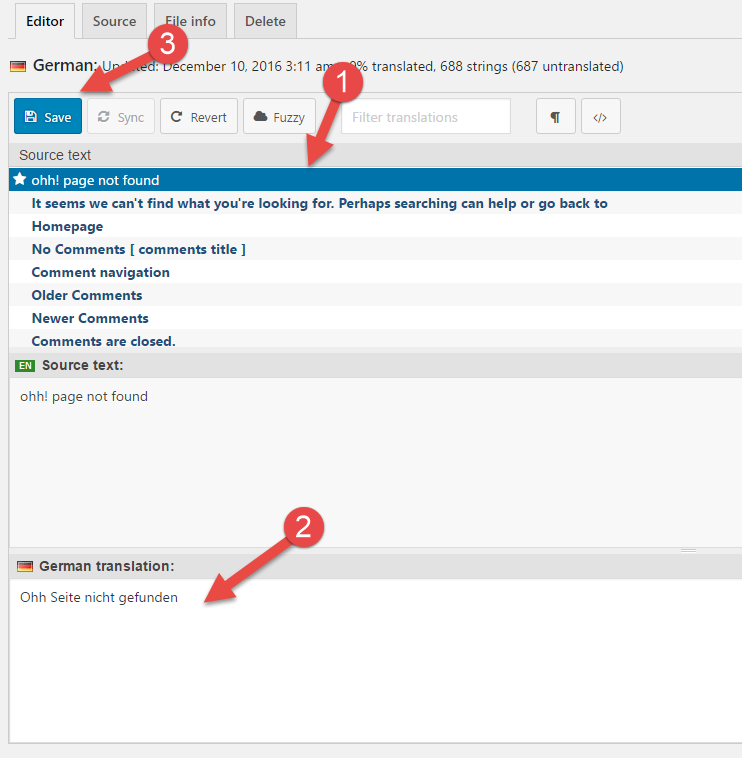 Editor Source File info Delete
3
German: Updated: December 10, 2016 3:11 am 0% translated, 688 strings (687 untranslated)
1
Save Sync Revert Fuzzy Filter translations ¶ </>
Source text
ohh! page not found
It seems we can't find what you're looking for. Perhaps searching can help or go back to
Homepage
No Comments [ comments title ]
Comment navigation
Older Comments
Newer Comments
Comments are closed.
EN Source text:
ohh! page not found
2
German translation:
Ohh Seite nicht gefunden